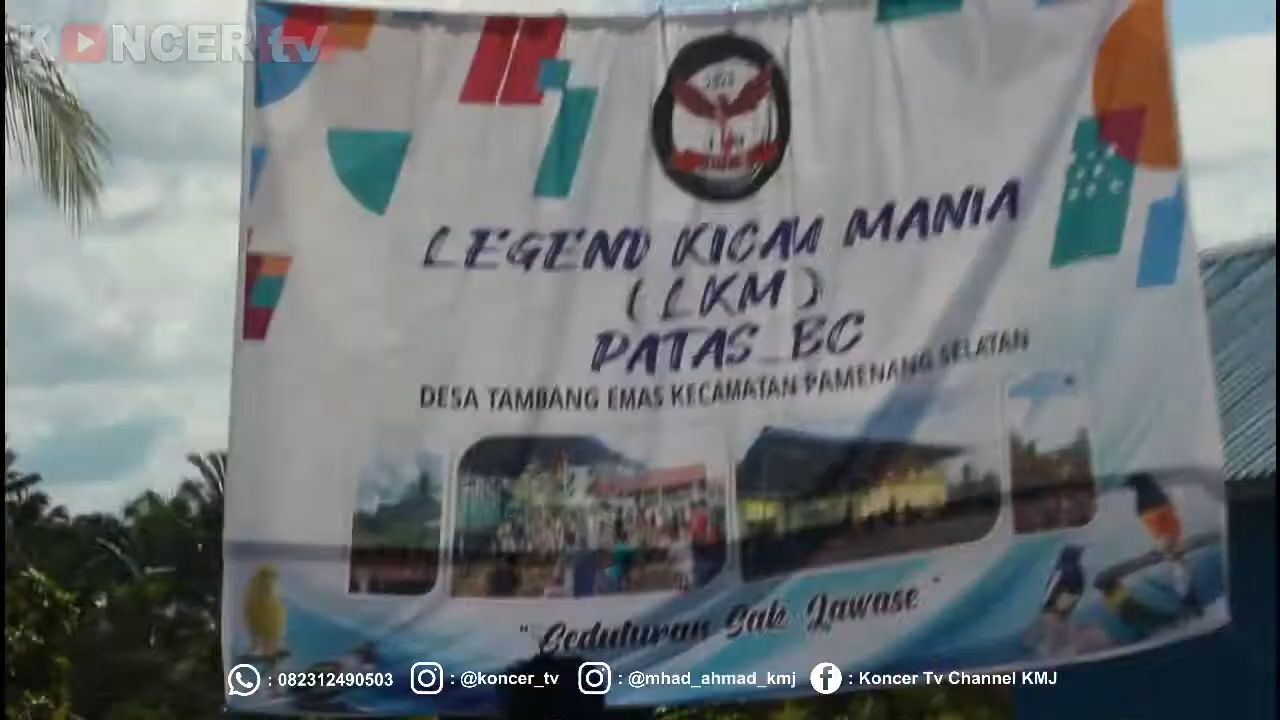 KONCER tv
2022
LEGEND KICAU MANIA
(LKM)
PATAS_BC
DESA TAMBANG EMAS KECAMATAN PAMENANG SELATAN
"Seduluran Sak Lawase"
: 082312490503 : @koncer_tv : @mhad_ahmad_kmj : Koncer Tv Channel KMJ